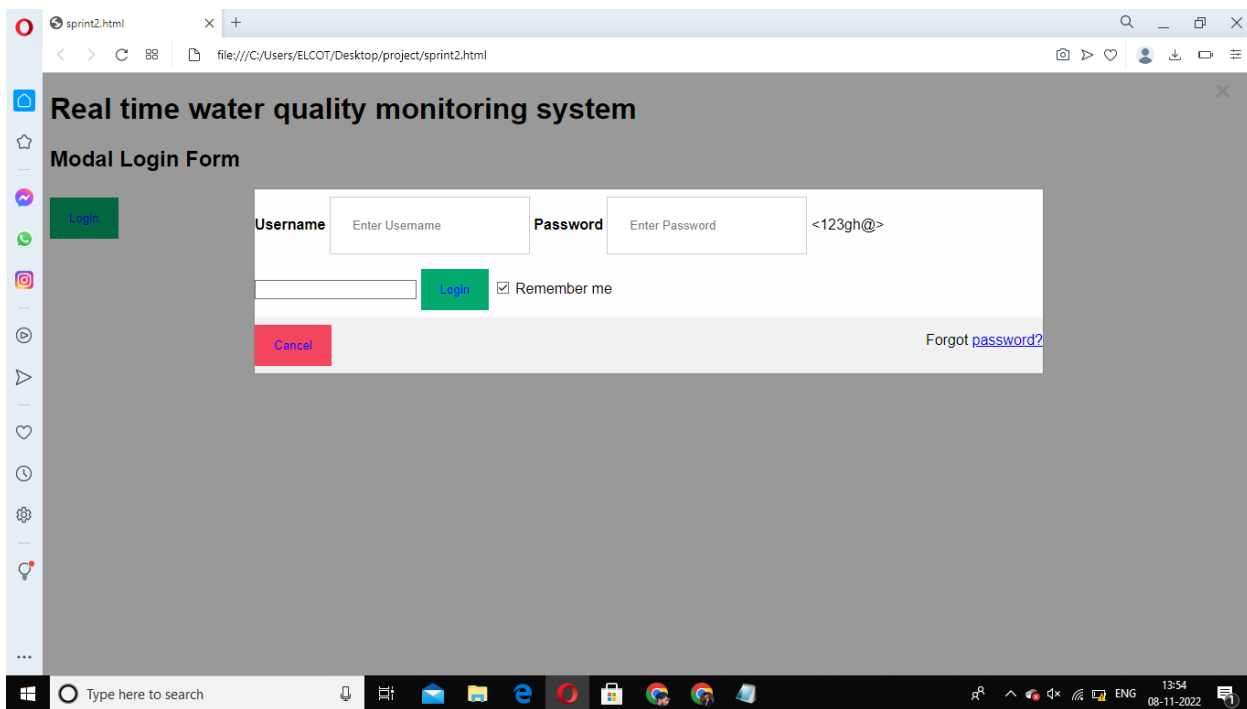 sprint2.html
file:///C:/Users/ELCOT/Desktop/project/sprint2.html
Real time water quality monitoring system
Modal Login Form
Login
Username Enter Username Password Enter Password <123gh@>
Login Remember me
Cancel Forgot password?
Type here to search
ENG 13:54
08-11-2022
1